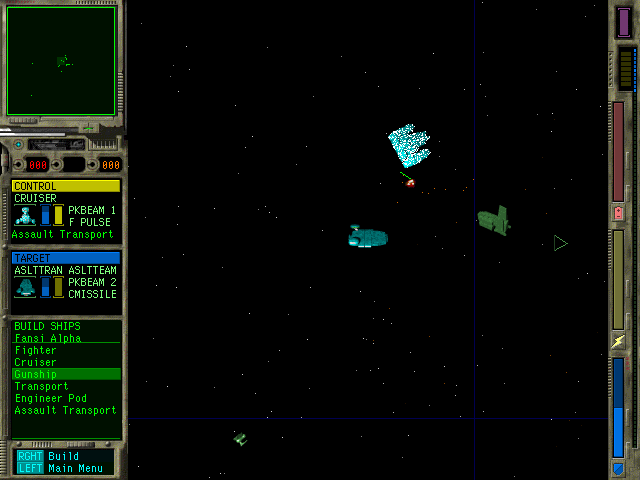 000 000
CONTROL
CRUISER
PKBEAM 1
F PULSE
Assault Transport
TARGET
ASLTTRAN ASLTTEAM
PKBEAM 2
CMISSILE
BUILD SHIPS
Fansi Alpha
Fighter
Cruiser
Gunship
Transport
Engineer Pod
Assault Transport
RGHT Build
LEFT Main Menu